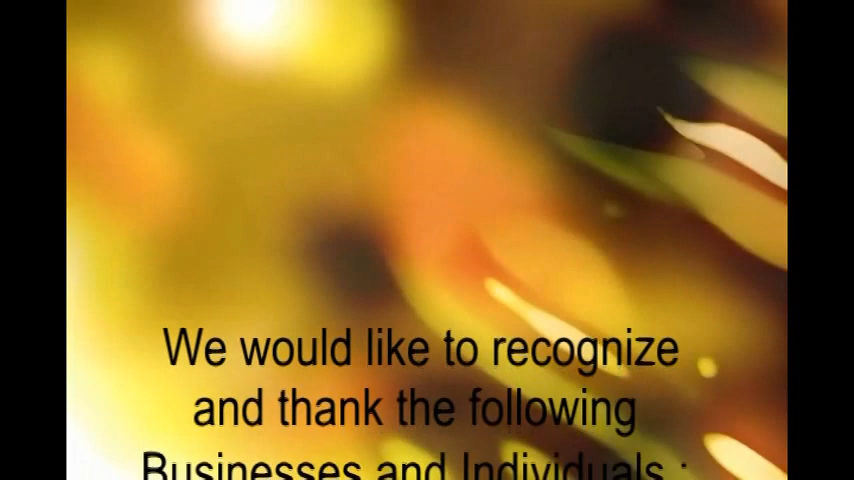 We would like to recognize
and thank the following
Businesses and Individuals :